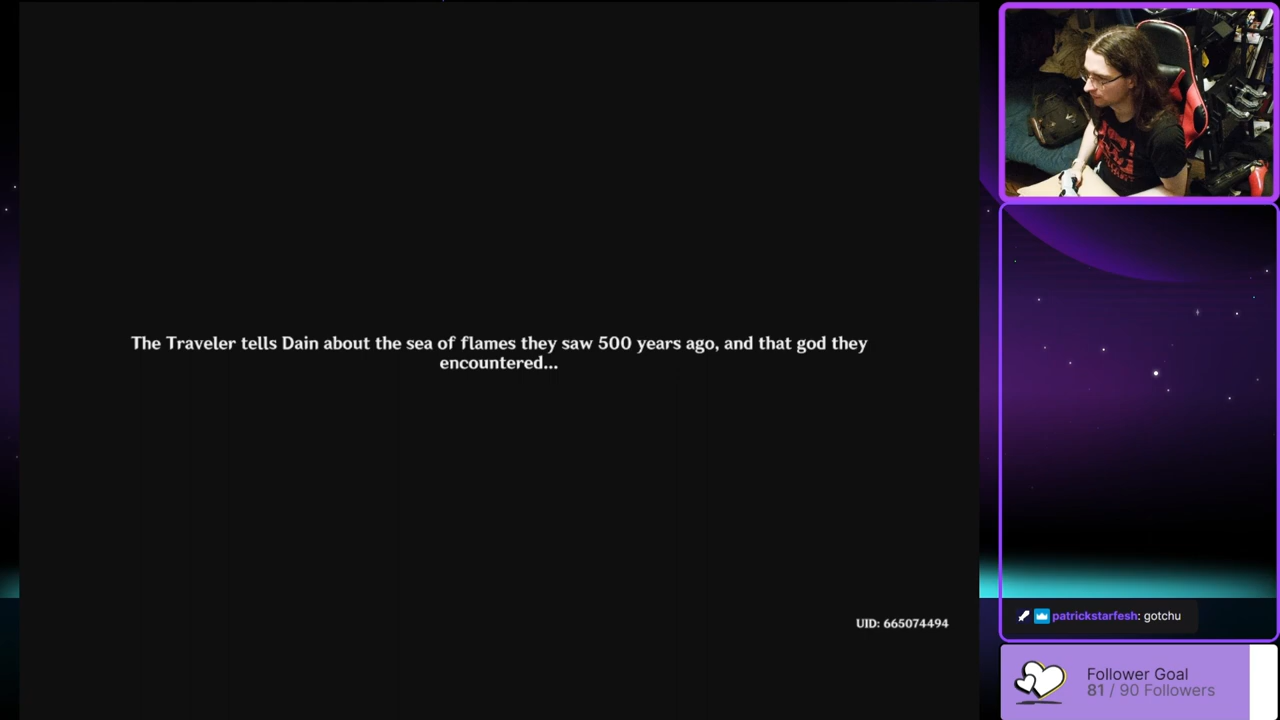 The Traveler tells Dain about the sea of flames they saw 500 years ago, and that god they
encountered...
UID: 665074494
patrickstarfesh: gotchu
Follower Goal
81 / 90 Followers